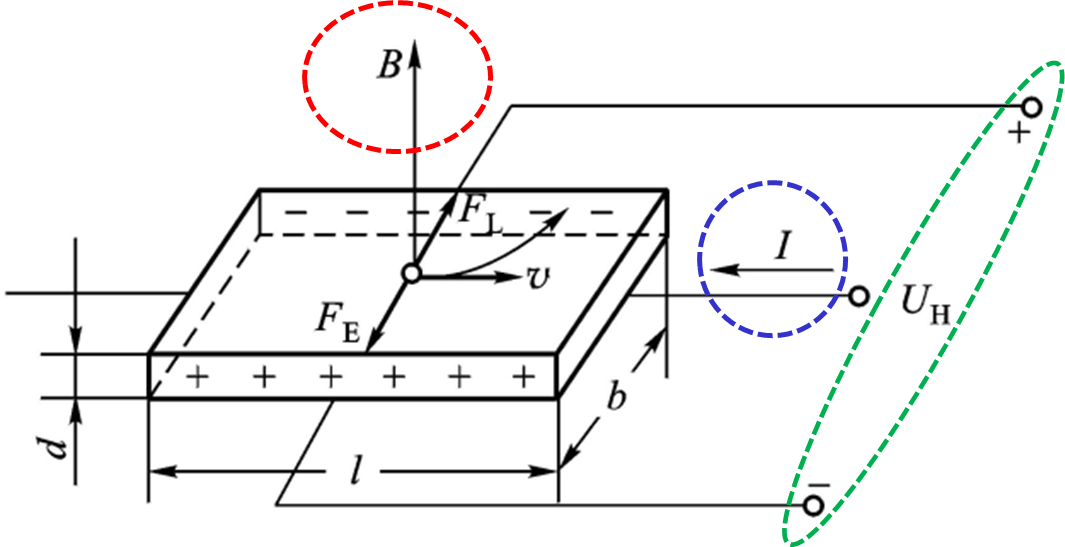 B
+
− − − − − −
F_L
I
v
U_H
F_E
+ + + + + +
b
d
l
−